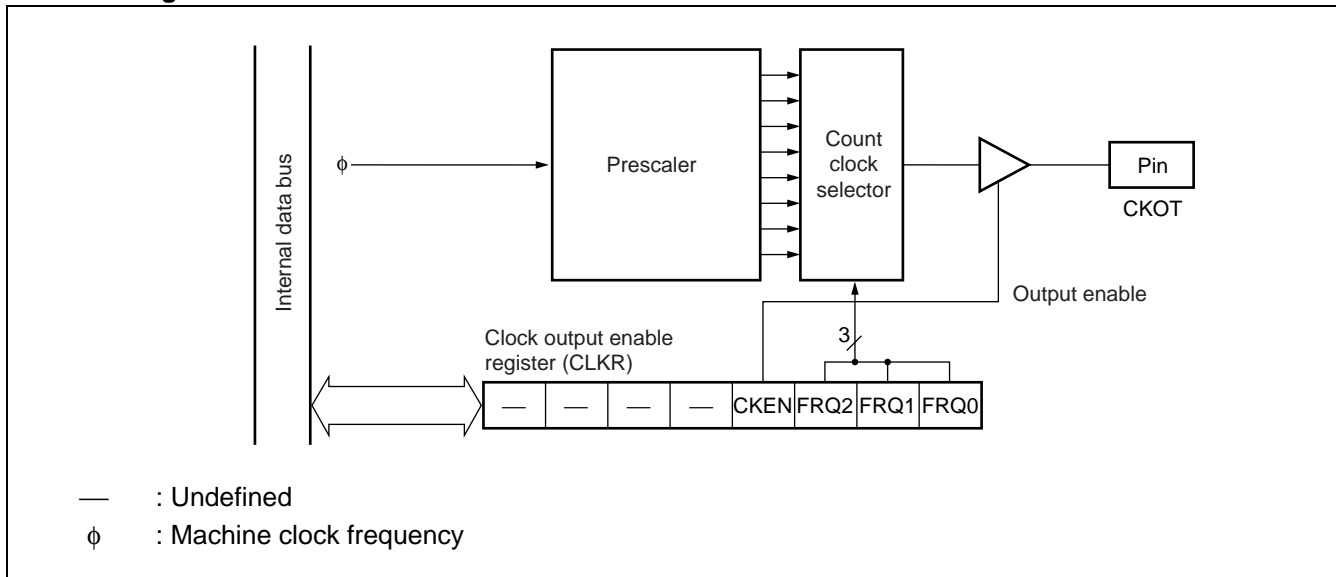 Internal data bus
ϕ
Prescaler
Count
clock
selector
Pin
CKOT
Output enable
3
Clock output enable
register (CLKR)
— — — — CKEN FRQ2 FRQ1 FRQ0
— : Undefined
ϕ : Machine clock frequency